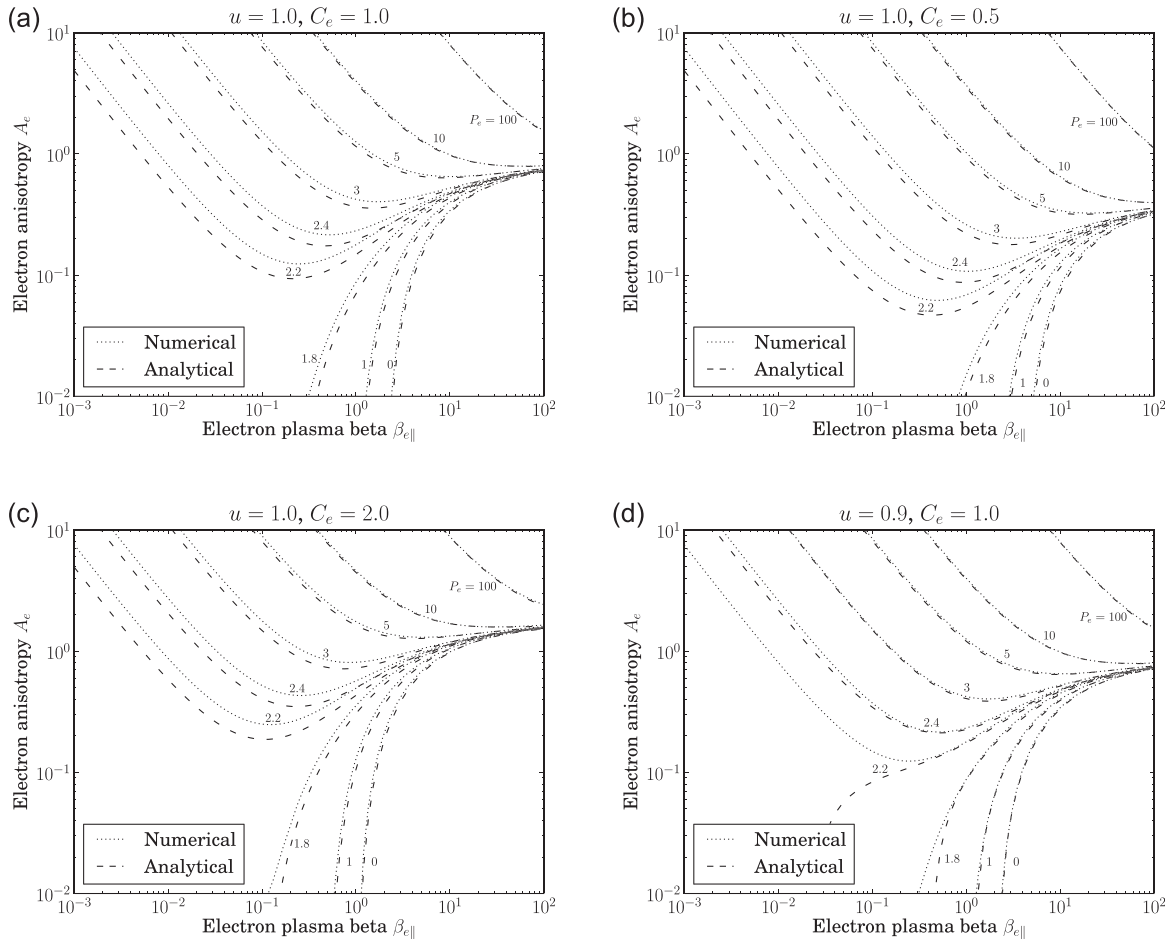 (a)
u = 1.0, C_e = 1.0
10^1
10^0
10^{-1}
10^{-2}
Electron anisotropy A_e
P_e = 100
10
5
3
2.4
2.2
1.8
1
0
Numerical
Analytical
10^{-3} 10^{-2} 10^{-1} 10^0 10^1 10^2
Electron plasma beta β_{e∥}
(b)
u = 1.0, C_e = 0.5
10^1
10^0
10^{-1}
10^{-2}
Electron anisotropy A_e
P_e = 100
10
5
3
2.4
2.2
1.8
1
0
Numerical
Analytical
10^{-3} 10^{-2} 10^{-1} 10^0 10^1 10^2
Electron plasma beta β_{e∥}
(c)
u = 1.0, C_e = 2.0
10^1
10^0
10^{-1}
10^{-2}
Electron anisotropy A_e
P_e = 100
10
5
3
2.4
2.2
1.8
1
0
Numerical
Analytical
10^{-3} 10^{-2} 10^{-1} 10^0 10^1 10^2
Electron plasma beta β_{e∥}
(d)
u = 0.9, C_e = 1.0
10^1
10^0
10^{-1}
10^{-2}
Electron anisotropy A_e
P_e = 100
10
5
3
2.4
2.2
1.8
1
0
Numerical
Analytical
10^{-3} 10^{-2} 10^{-1} 10^0 10^1 10^2
Electron plasma beta β_{e∥}